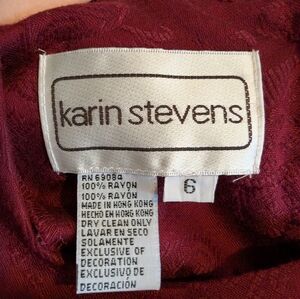 karin stevens
6
RN 69084
100% RAYON
100% RAYON
MADE IN HONG KONG
HECHO EN HONG KONG
DRY CLEAN ONLY
LAVAR EN SECO
SOLAMENTE
EXCLUSIVE OF
DECORATION
EXCLUSIVO DE
DECORACIÓN